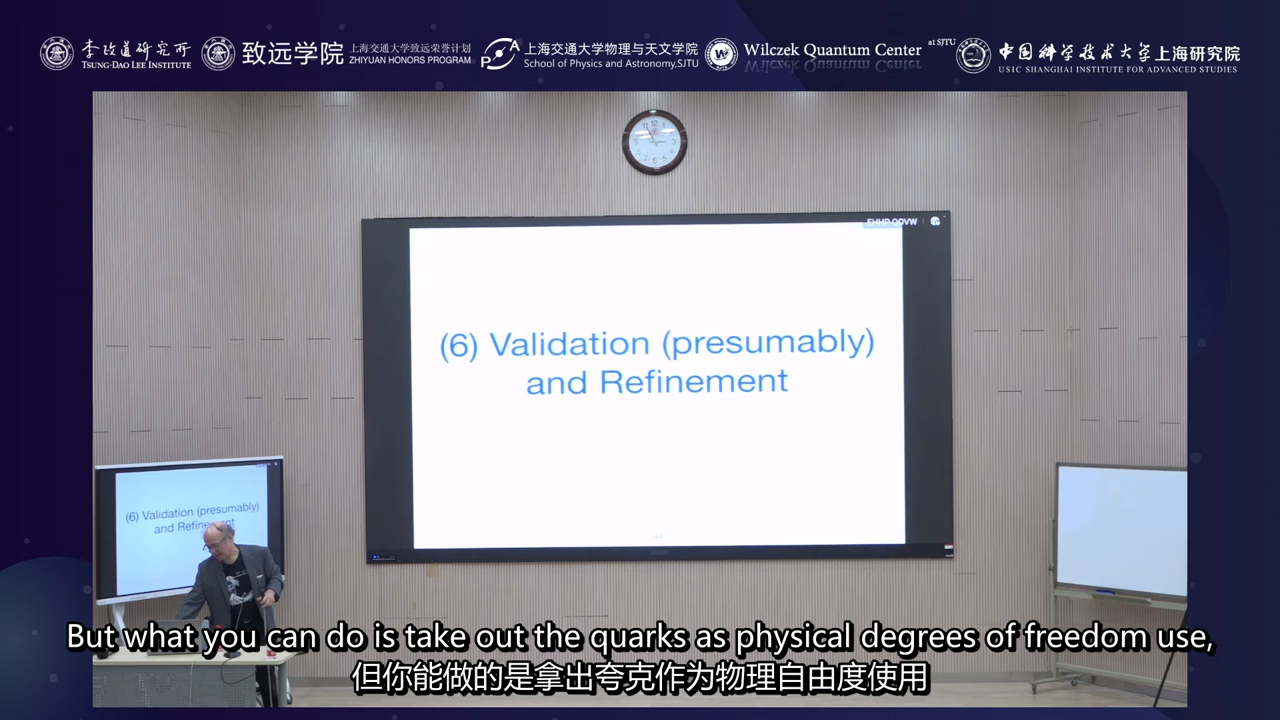 李政道研究所
TSUNG-DAO LEE INSTITUTE
致远学院
上海交通大学致远荣誉计划
ZHIYUAN HONORS PROGRAM
上海交通大学物理与天文学院
School of Physics and Astronomy,SJTU
Wilczek Quantum Center
at SJTU
中国科学技术大学上海研究院
USTC SHANGHAI INSTITUTE FOR ADVANCED STUDIES
(6) Validation (presumably)
and Refinement
43
(6) Validation (presumably)
But what you can do is take out the quarks as physical degrees of freedom use,
但你能做的是拿出夸克作为物理自由度使用